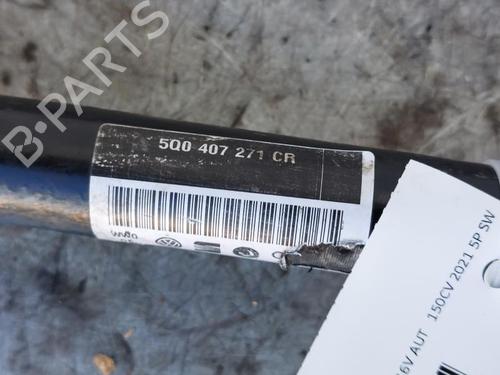 B-PARTS
5Q0 407 271 CR
6V AUT 150CV 2021 5P SW